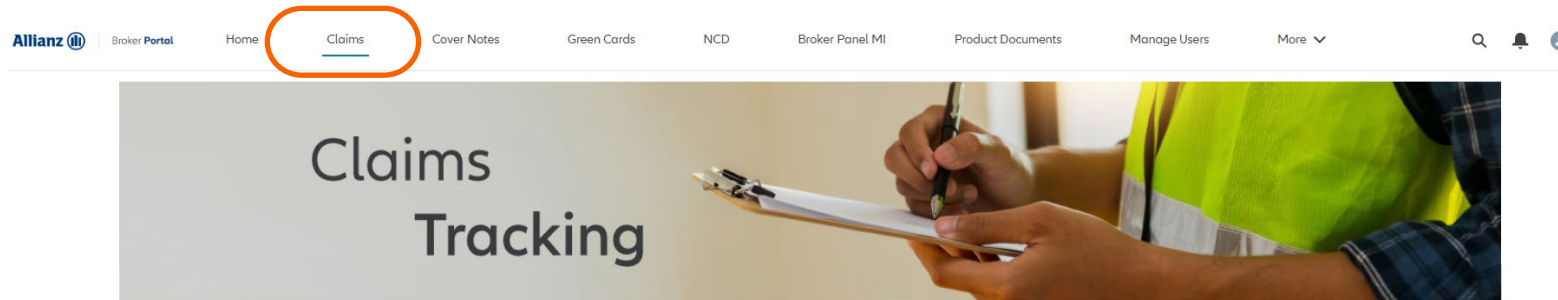 Allianz Broker Portal Home Claims Cover Notes Green Cards NCD Broker Panel MI Product Documents Manage Users More
Claims
Tracking